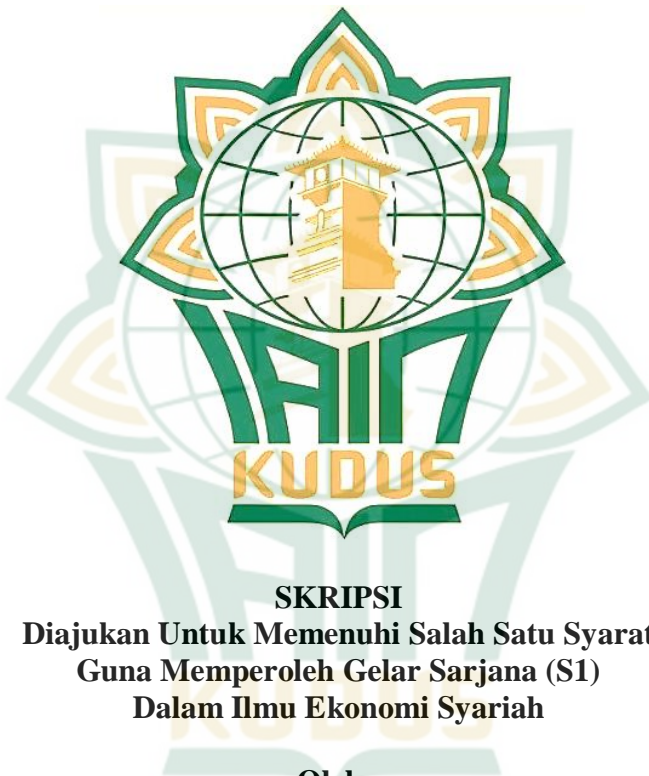 IAIN
KUDUS
SKRIPSI
Diajukan Untuk Memenuhi Salah Satu Syarat
Guna Memperoleh Gelar Sarjana (S1)
Dalam Ilmu Ekonomi Syariah